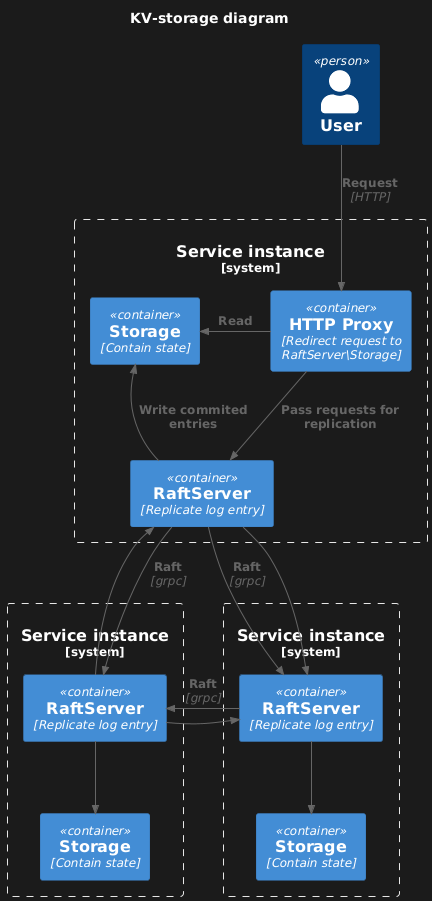 KV-storage diagram
«person»
User
Request
[HTTP]
Service instance
[system]
«container»
Storage
[Contain state]
Read
«container»
HTTP Proxy
[Redirect request to
RaftServer\Storage]
Write commited
entries
Pass requests for
replication
«container»
RaftServer
[Replicate log entry]
Raft
[grpc]
Raft
[grpc]
Service instance
[system]
«container»
RaftServer
[Replicate log entry]
Raft
[grpc]
Service instance
[system]
«container»
RaftServer
[Replicate log entry]
«container»
Storage
[Contain state]
«container»
Storage
[Contain state]